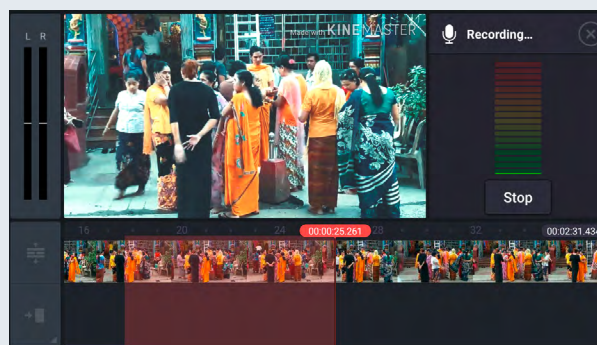 L R
Made with KINEMASTER
Recording...
Stop
16 20 24 00:00:25.261 28 32 00:02:31.434